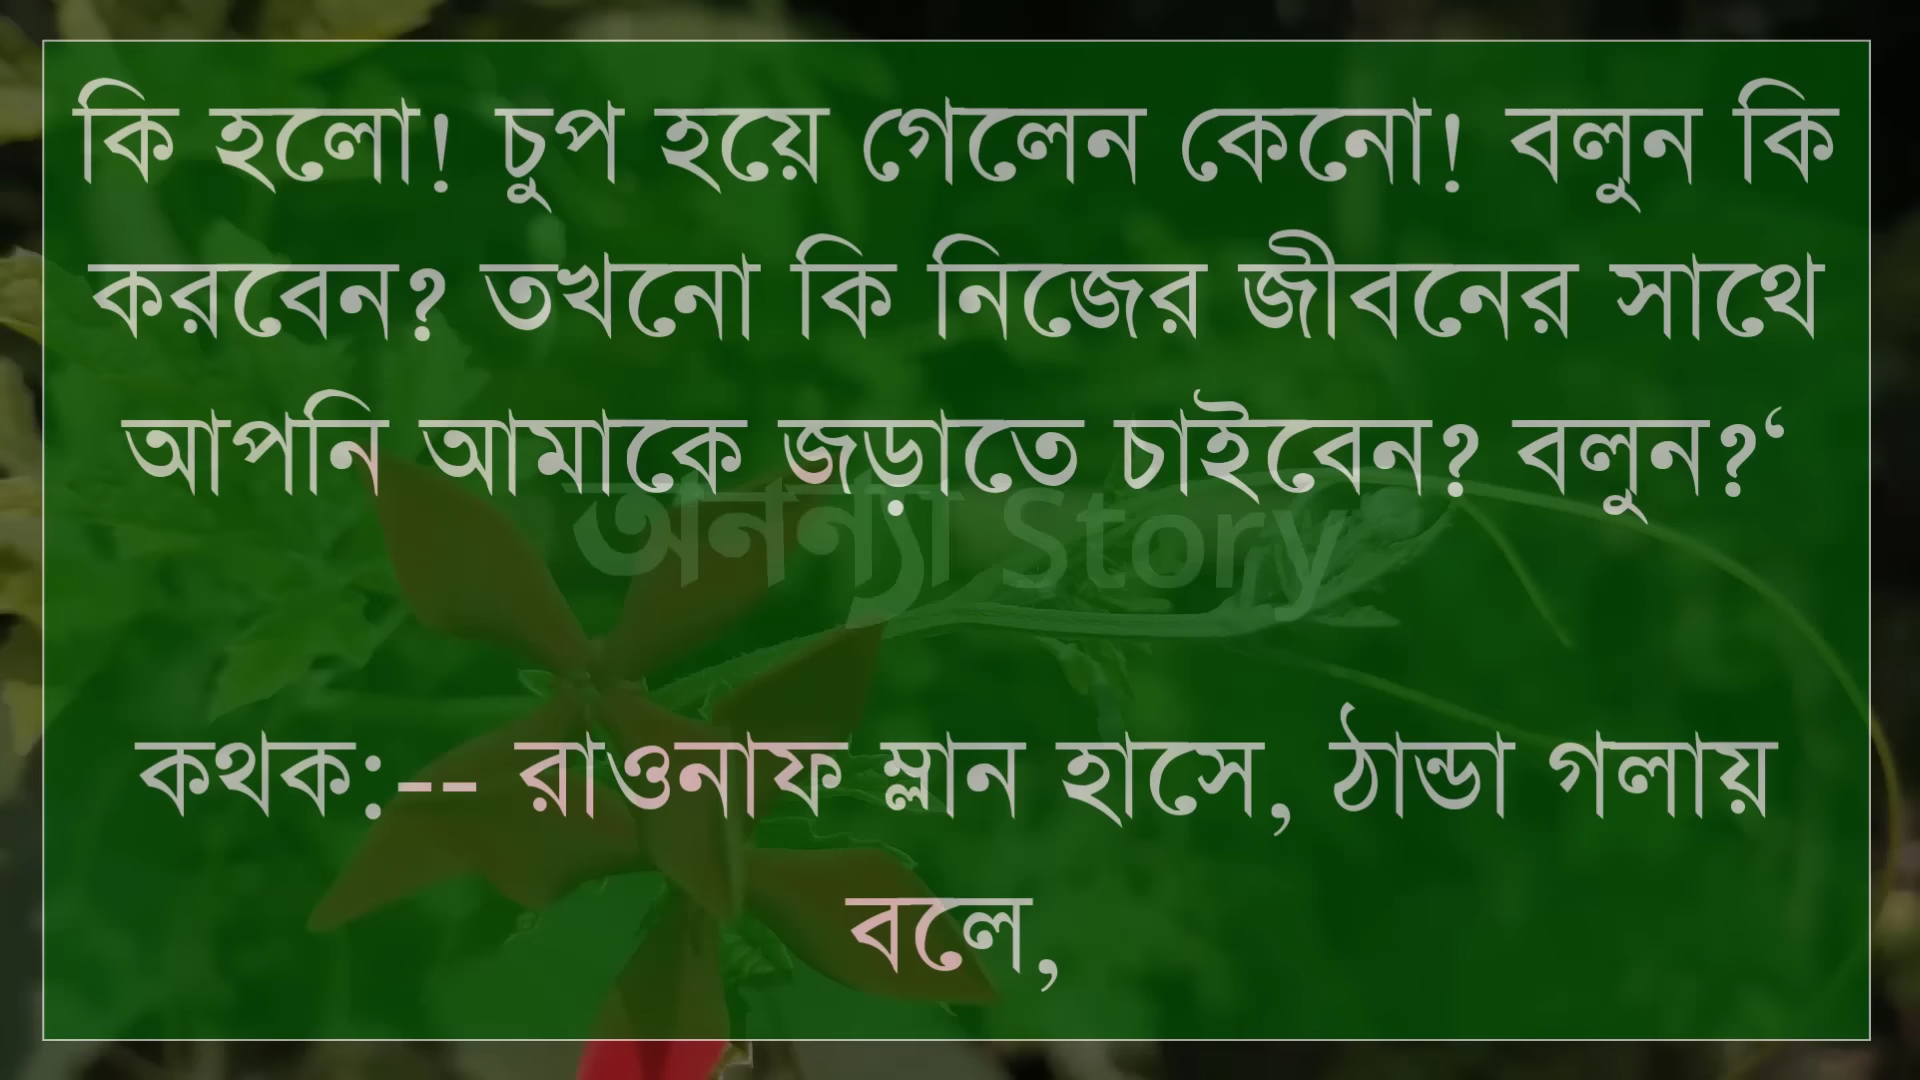 কি হলো! চুপ হয়ে গেলেন কেনো! বলুন কি
করবেন? তখনো কি নিজের জীবনের সাথে
আপনি আমাকে জড়াতে চাইবেন? বলুন?‘
অনন্যা Story
কথক:-- রাওনাফ ম্লান হাসে, ঠান্ডা গলায়
বলে,